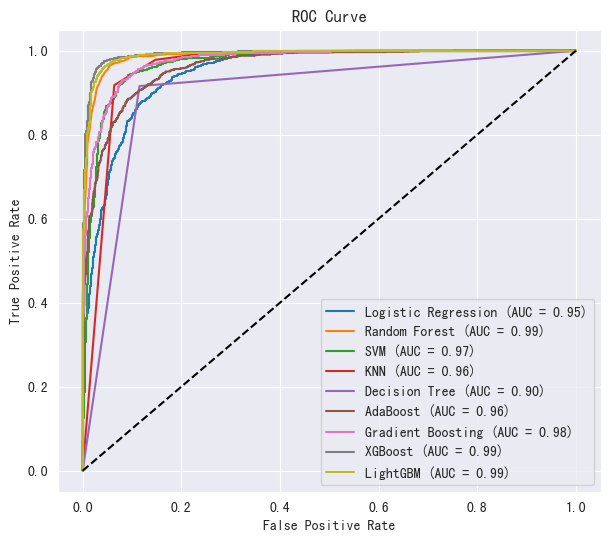 ROC Curve
True Positive Rate
1.0
0.8
0.6
0.4
0.2
0.0
Logistic Regression (AUC = 0.95)
Random Forest (AUC = 0.99)
SVM (AUC = 0.97)
KNN (AUC = 0.96)
Decision Tree (AUC = 0.90)
AdaBoost (AUC = 0.96)
Gradient Boosting (AUC = 0.98)
XGBoost (AUC = 0.99)
LightGBM (AUC = 0.99)
0.0 0.2 0.4 0.6 0.8 1.0
False Positive Rate